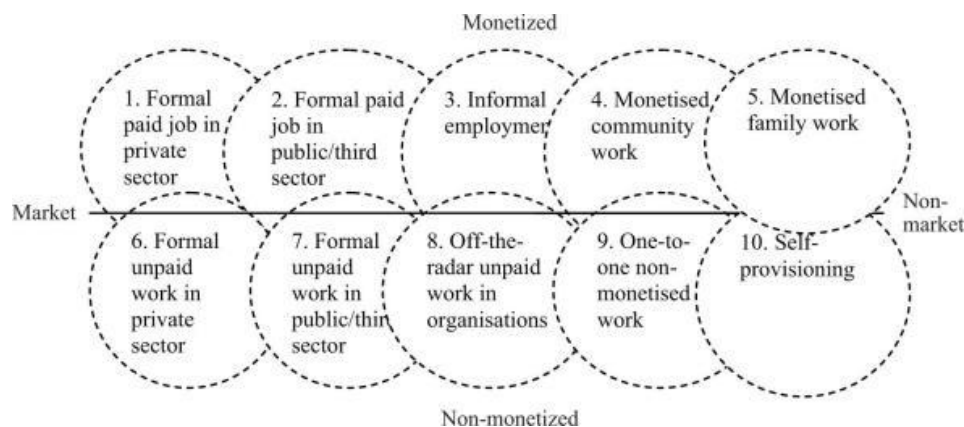 Monetized
1. Formal
paid job in
private
sector
2. Formal paid
job in
public/third
sector
3. Informal
employmer
4. Monetised
community
work
5. Monetised
family work
Market
Non-
market
6. Formal
unpaid
work in
private
sector
7. Formal
unpaid
work in
public/thir
sector
8. Off-the-
radar unpaid
work in
organisations
9. One-to-
one non-
monetised
work
10. Self-
provisioning
Non-monetized